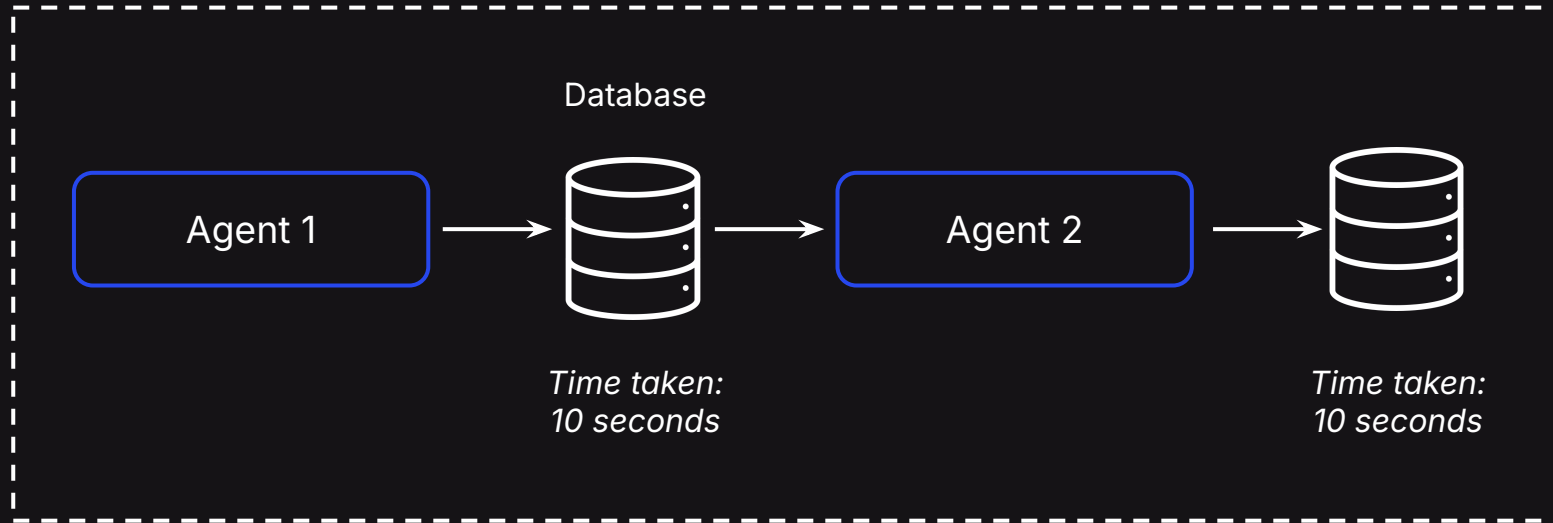 Database
Agent 1
Agent 2
Time taken:
10 seconds
Time taken:
10 seconds